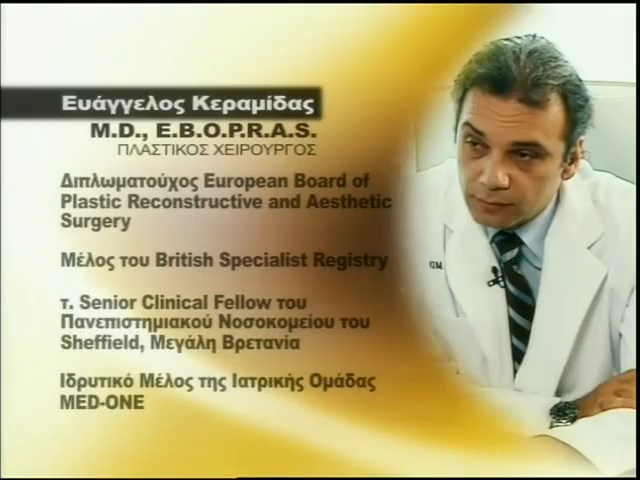 Ευάγγελος Κεραμίδας
M.D., E.B.O.P.R.A.S.
ΠΛΑΣΤΙΚΟΣ ΧΕΙΡΟΥΡΓΟΣ
Διπλωματούχος European Board of
Plastic Reconstructive and Aesthetic
Surgery
Μέλος του British Specialist Registry
τ. Senior Clinical Fellow του
Πανεπιστημιακού Νοσοκομείου του
Sheffield, Μεγάλη Βρετανία
Ιδρυτικό Μέλος της Ιατρικής Ομάδας
MED-ONE